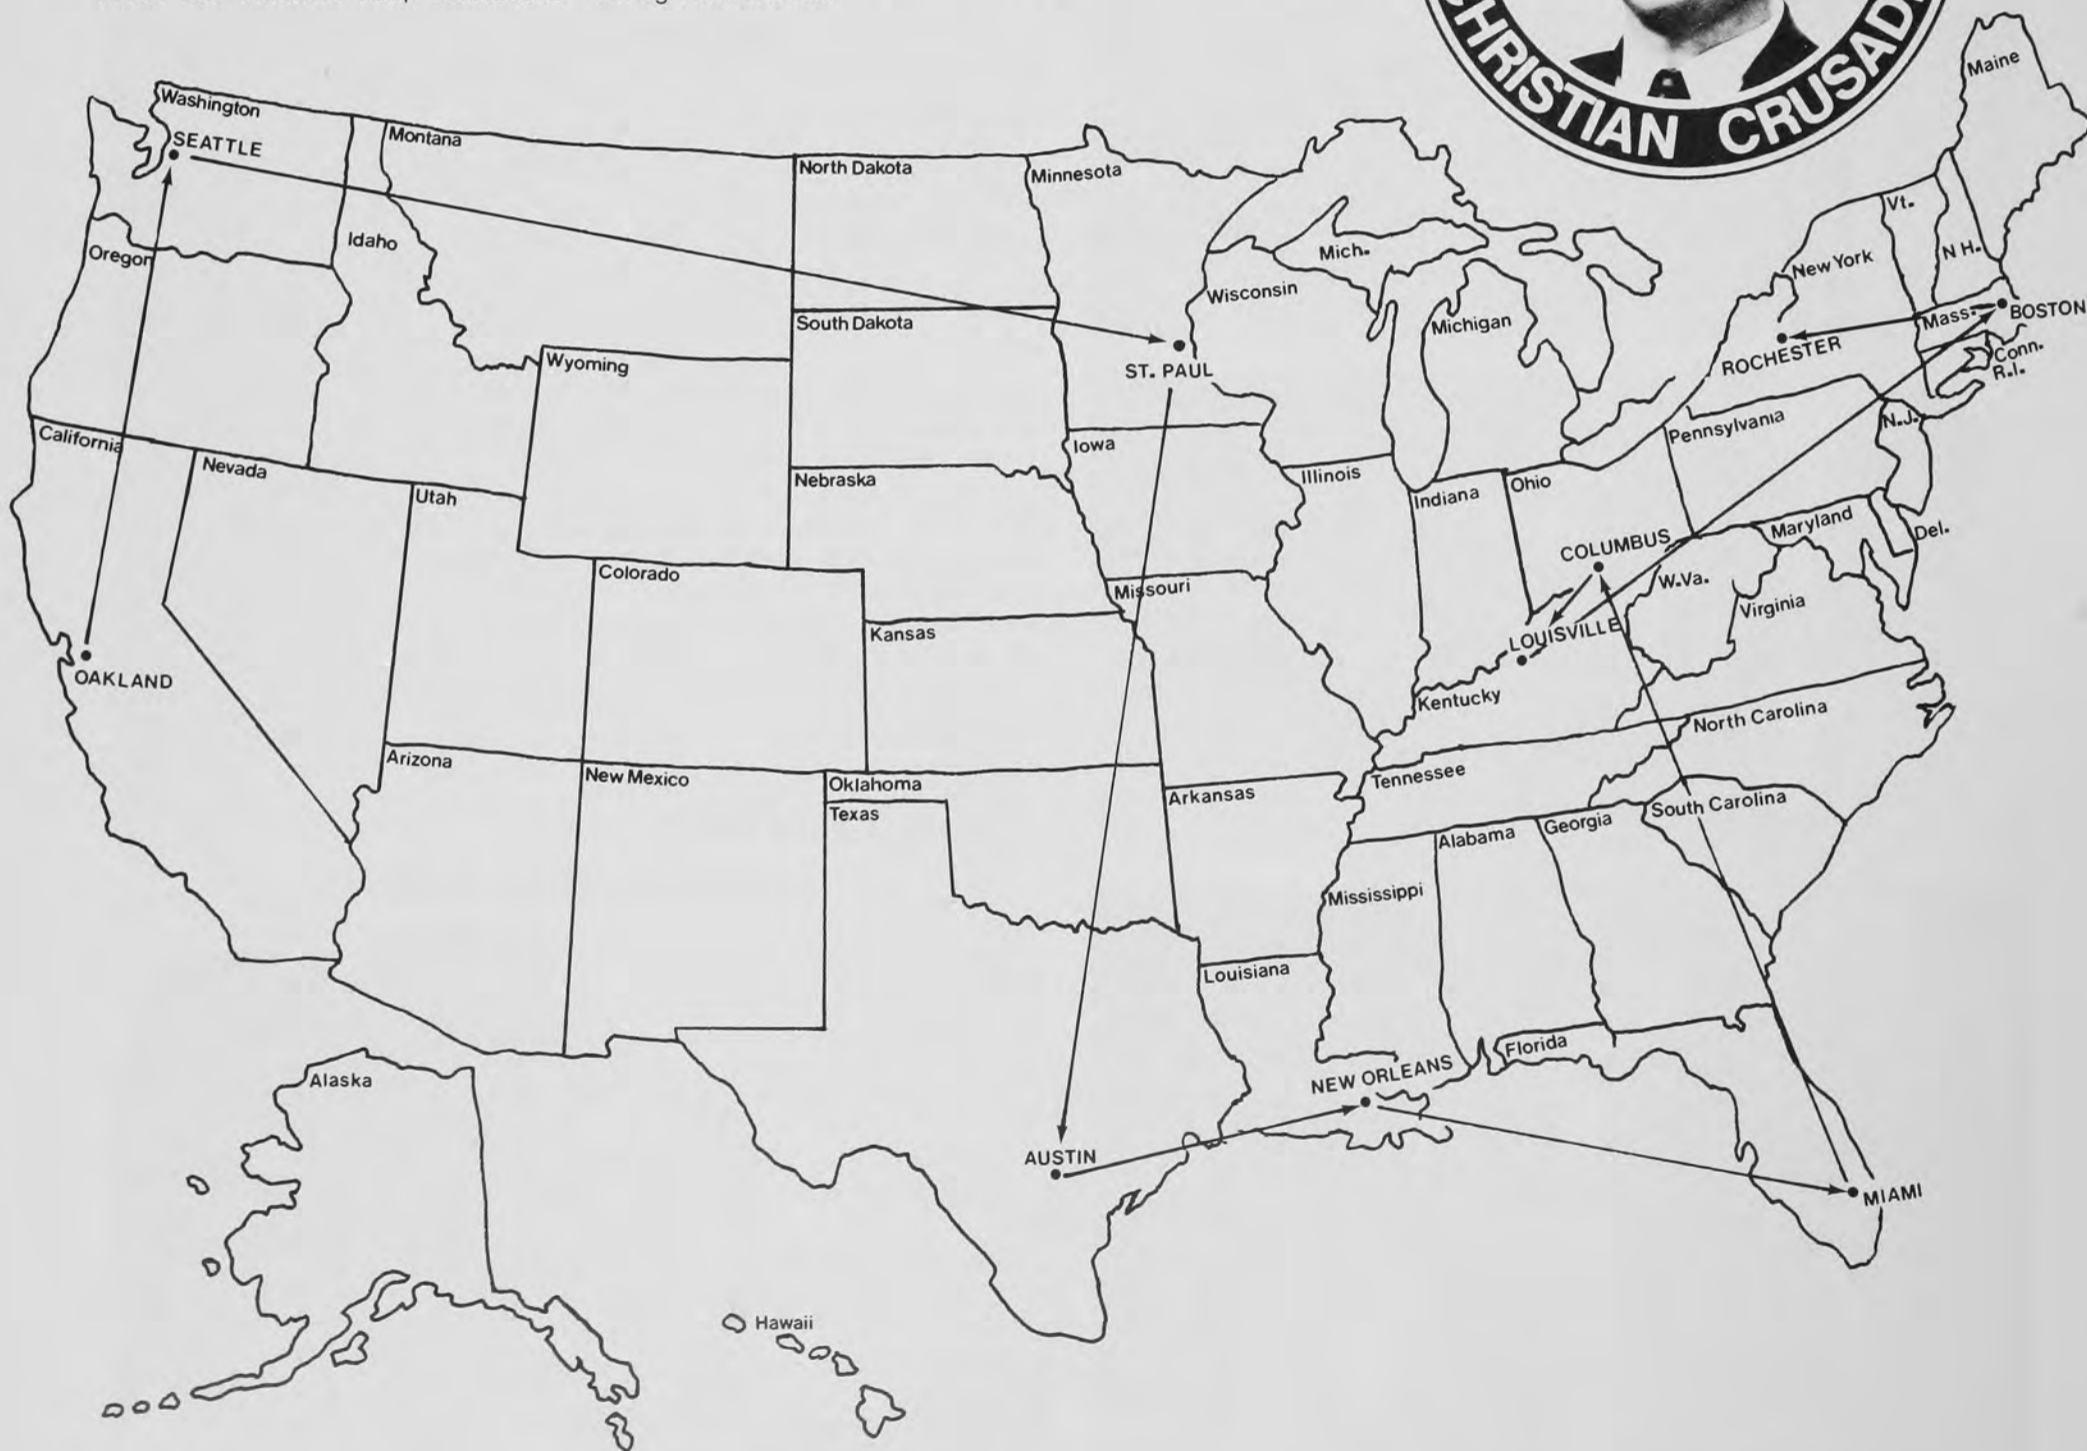 CHRISTIAN CRUSAD
Maine
Washington
SEATTLE
Montana
North Dakota
Minnesota
Vt.
Oregon
Idaho
Mich.
N H.
New York
Wisconsin
South Dakota
Michigan
Mass.
BOSTON
ROCHESTER
Conn.
R.I.
Wyoming
ST. PAUL
California
Nevada
Iowa
Pennsylvania
N.J.
Utah
Nebraska
Illinois
Indiana
Ohio
Maryland
Del.
COLUMBUS
Colorado
Missouri
W.Va.
Virginia
Kansas
LOUISVILLE
OAKLAND
Kentucky
North Carolina
Arizona
New Mexico
Oklahoma
Texas
Arkansas
Tennessee
South Carolina
Alabama
Georgia
Mississippi
Louisiana
Florida
NEW ORLEANS
Alaska
AUSTIN
MIAMI
Hawaii